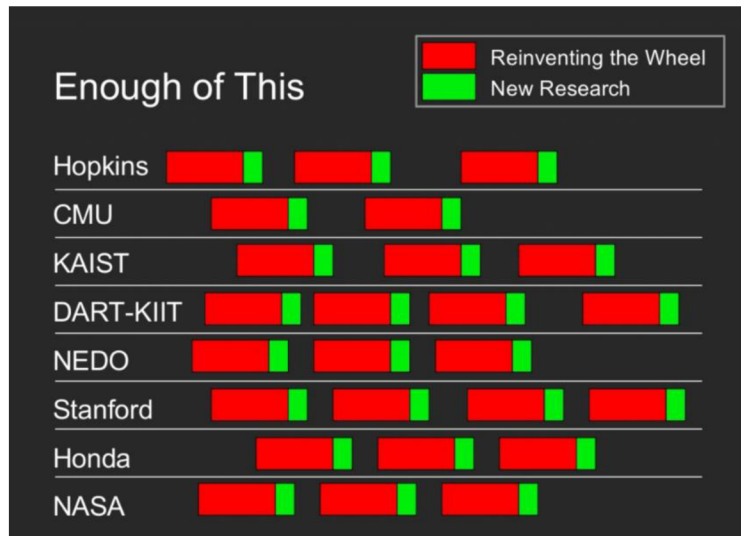 Enough of This
Reinventing the Wheel
New Research
Hopkins
CMU
KAIST
DART-KIIT
NEDO
Stanford
Honda
NASA